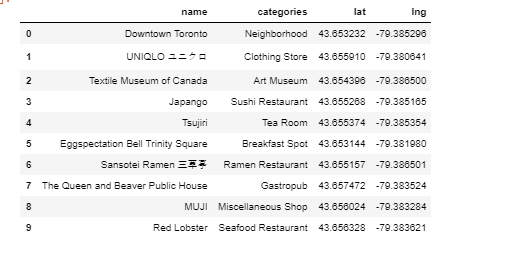 name categories lat lng
0 Downtown Toronto Neighborhood 43.653232 -79.385296
1 UNIQLO ユニクロ Clothing Store 43.655910 -79.380641
2 Textile Museum of Canada Art Museum 43.654396 -79.386500
3 Japango Sushi Restaurant 43.655268 -79.385165
4 Tsujiri Tea Room 43.655374 -79.385354
5 Eggspectation Bell Trinity Square Breakfast Spot 43.653144 -79.381980
6 Sansotei Ramen 三草亭 Ramen Restaurant 43.655157 -79.386501
7 The Queen and Beaver Public House Gastropub 43.657472 -79.383524
8 MUJI Miscellaneous Shop 43.656024 -79.383284
9 Red Lobster Seafood Restaurant 43.656328 -79.383621